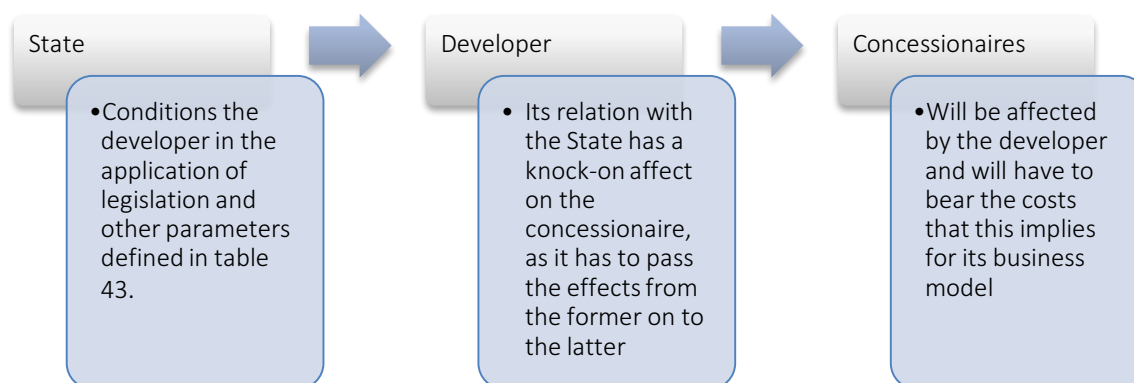 State
•Conditions the
developer in the
application of
legislation and
other parameters
defined in table
43.
Developer
• Its relation with
the State has a
knock-on affect
on the
concessionaire,
as it has to pass
the effects from
the former on to
the latter
Concessionaires
•Will be affected
by the developer
and will have to
bear the costs
that this implies
for its business
model